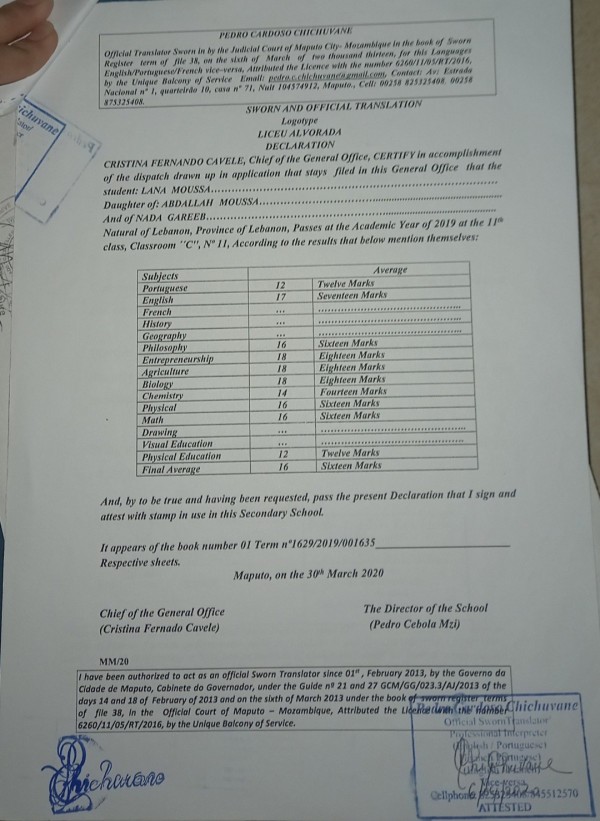 PEDRO CARDOSO CHICHUVANE
Official Translator Sworn in by the Judicial Court of Maputo City- Mozambique in the book of Sworn
Register term of file 38, on the sixth of March of two thousand thirteen, for this Languages
English/Portuguese/French vice-versa, Attributed the Licence with the number 6260/11/05/RT/2016,
by the Unique Balcony of Service Email: pedro.c.chichuvane@gmail.com, Contact: Av: Estrada
Nacional nº 1, quarteirão 10, casa nº 71, Nuit 104574912, Maputo., Cell: 00258 825325408, 00258
875325408.
SWORN AND OFFICIAL TRANSLATION
Logotype
LICEU ALVORADA
DECLARATION
CRISTINA FERNANDO CAVELE, Chief of the General Office, CERTIFY in accomplishment
of the dispatch drawn up in application that stays filed in this General Office that the
student: LANA MOUSSA
Daughter of: ABDALLAH MOUSSA
And of NADA GAREEB
Natural of Lebanon, Province of Lebanon, Passes at the Academic Year of 2019 at the 11th
class, Classroom "C", Nº 11, According to the results that below mention themselves:
Subjects Average
Portuguese 12 Twelve Marks
English 17 Seventeen Marks
French ...
History ...
Geography ...
Philosophy 16 Sixteen Marks
Entrepreneurship 18 Eighteen Marks
Agriculture 18 Eighteen Marks
Biology 18 Eighteen Marks
Chemistry 14 Fourteen Marks
Physical 16 Sixteen Marks
Math 16 Sixteen Marks
Drawing ...
Visual Education ...
Physical Education 12 Twelve Marks
Final Average 16 Sixteen Marks
And, by to be true and having been requested, pass the present Declaration that I sign and
attest with stamp in use in this Secondary School.
It appears of the book number 01 Term nº1629/2019/001635
Respective sheets.
Maputo, on the 30th March 2020
Chief of the General Office The Director of the School
(Cristina Fernado Cavele) (Pedro Cebola Mzi)
MM/20
I have been authorized to act as an official Sworn Translator since 01st, February 2013, by the Governo da
Cidade de Maputo, Cabinete do Governador, under the Guide nº 21 and 27 GCM/GG/023.3/AJ/2013 of the
days 14 and 18 of February of 2013 and on the sixth of March 2013 under the book of sworn register terms
of file 38, in the Official Court of Maputo – Mozambique, Attributed the Licence under the number
6260/11/05/RT/2016, by the Unique Balcony of Service.
Pedro Cardoso Chichuvane
Official Sworn Translator
Professional Interpreter
English / Portuguese
Vice-versa
Cellphone
ATTESTED